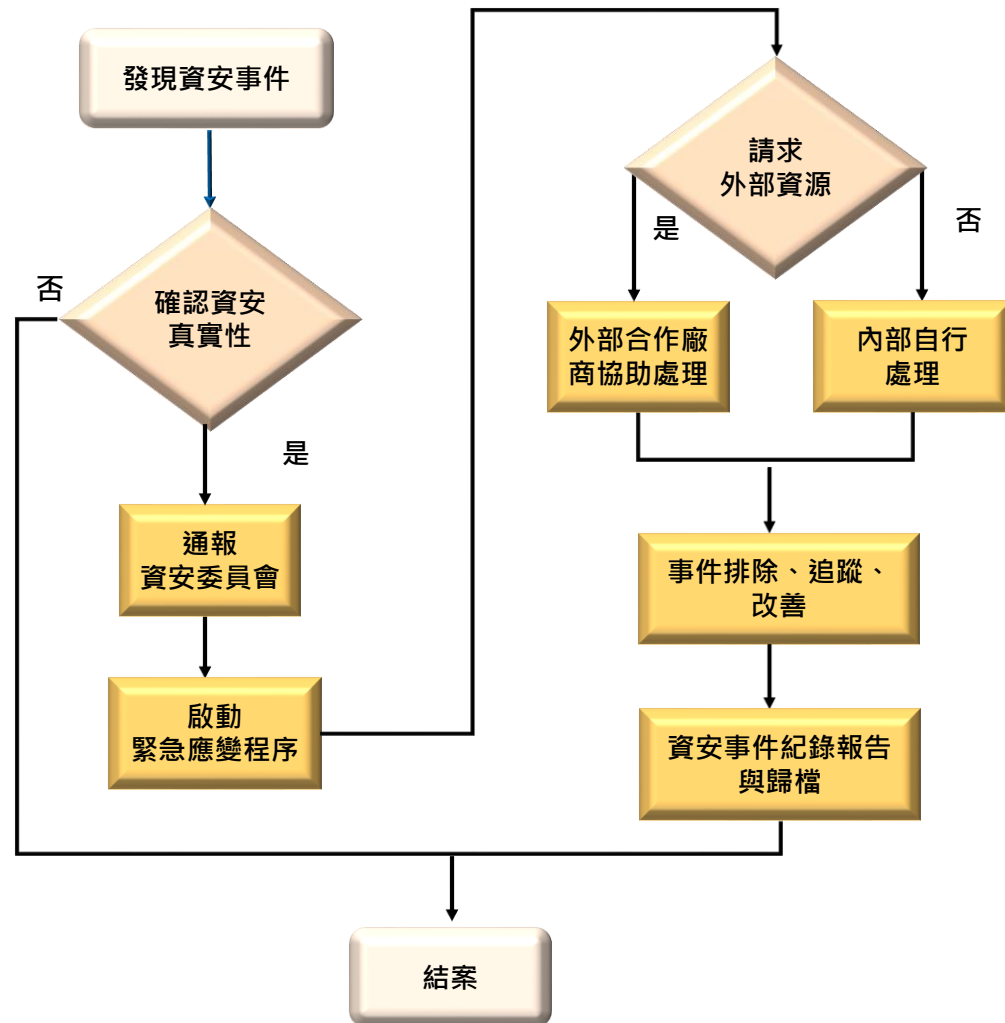 發現資安事件
否
確認資安
真實性
是
通報
資安委員會
啟動
緊急應變程序
請求
外部資源
是
否
外部合作廠
商協助處理
內部自行
處理
事件排除、追蹤、
改善
資安事件紀錄報告
與歸檔
結案